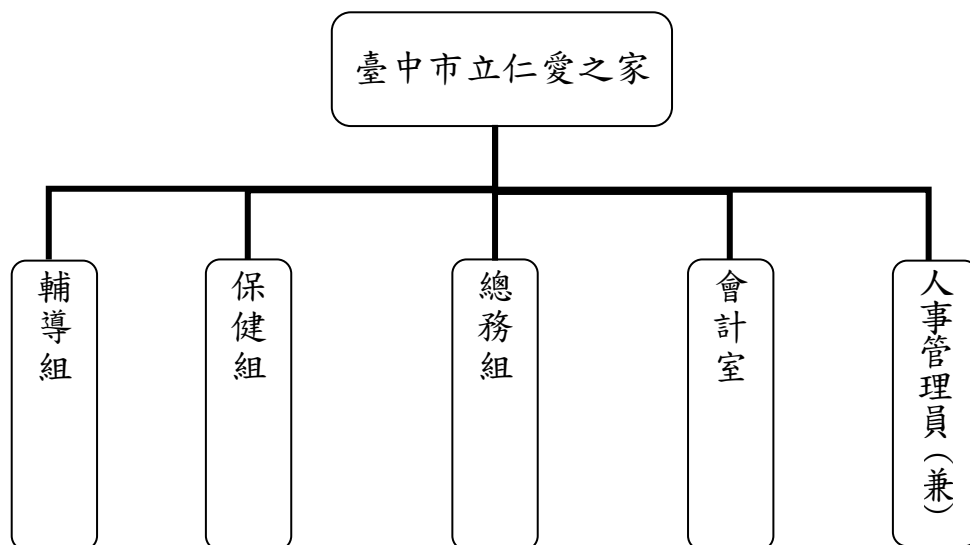 臺中市立仁愛之家
輔導組
保健組
總務組
會計室
人事管理員(兼)